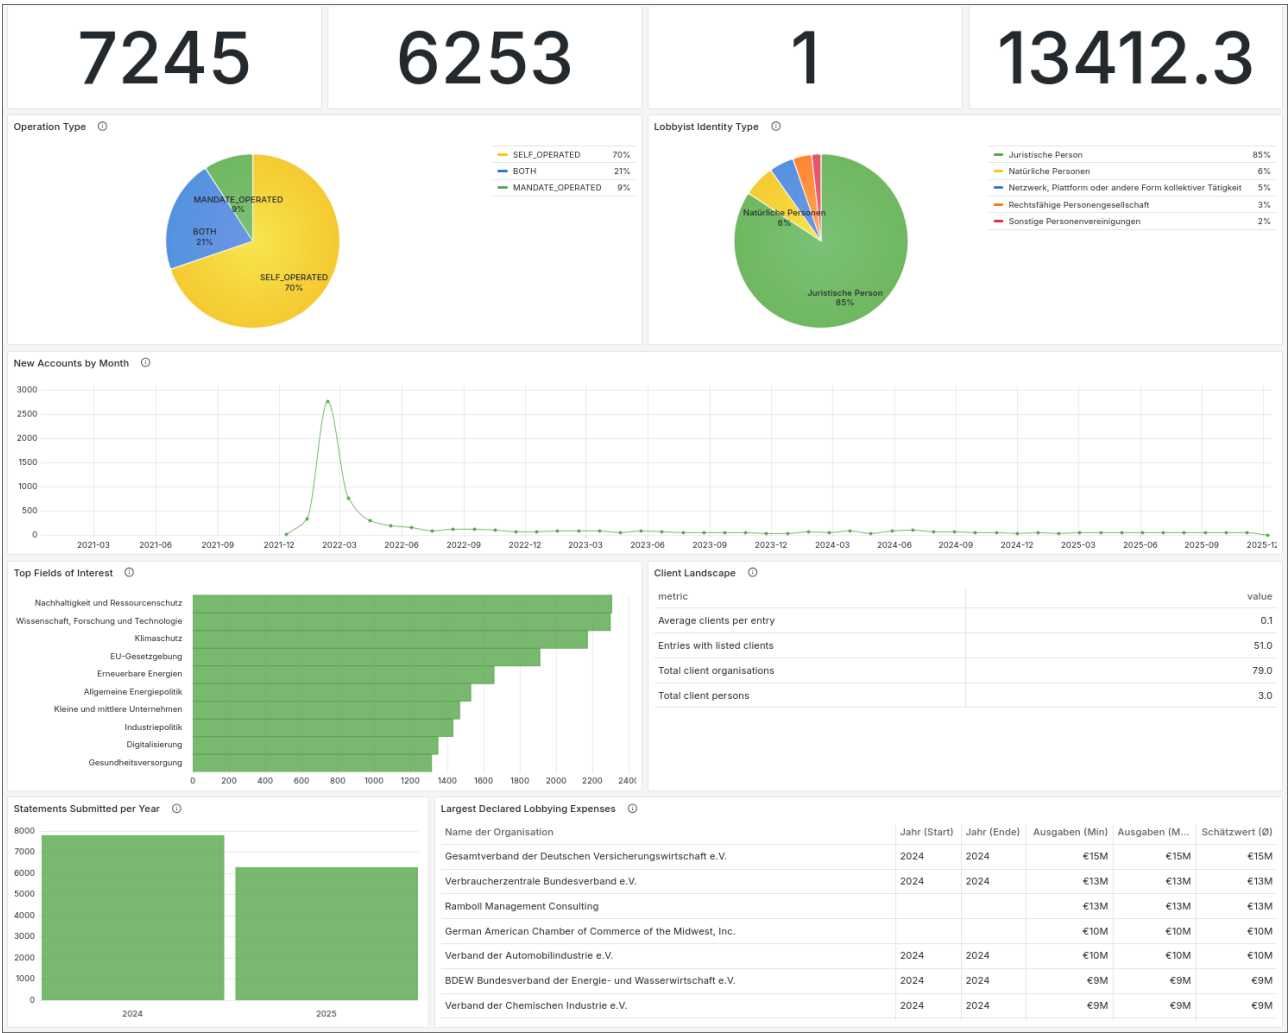 7245
6253
1
13412.3
Operation Type
SELF_OPERATED 70%
BOTH 21%
MANDATE_OPERATED 9%
MANDATE_OPERATED
9%
BOTH
21%
SELF_OPERATED
70%
Lobbyist Identity Type
Juristische Person 85%
Natürliche Personen 6%
Netzwerk, Plattform oder andere Form kollektiver Tätigkeit 5%
Rechtsfähige Personengesellschaft 3%
Sonstige Personenvereinigungen 2%
Natürliche Personen
6%
Juristische Person
85%
New Accounts by Month
3000
2500
2000
1500
1000
500
0
2021-03 2021-06 2021-09 2021-12 2022-03 2022-06 2022-09 2022-12 2023-03 2023-06 2023-09 2023-12 2024-03 2024-06 2024-09 2024-12 2025-03 2025-06 2025-09 2025-12
Top Fields of Interest
Nachhaltigkeit und Ressourcenschutz
Wissenschaft, Forschung und Technologie
Klimaschutz
EU-Gesetzgebung
Erneuerbare Energien
Allgemeine Energiepolitik
Kleine und mittlere Unternehmen
Industriepolitik
Digitalisierung
Gesundheitsversorgung
0 200 400 600 800 1000 1200 1400 1600 1800 2000 2200 2400
Client Landscape
metric value
Average clients per entry 0.1
Entries with listed clients 51.0
Total client organisations 79.0
Total client persons 3.0
Statements Submitted per Year
8000
7000
6000
5000
4000
3000
2000
1000
0
2024 2025
Largest Declared Lobbying Expenses
Name der Organisation Jahr (Start) Jahr (Ende) Ausgaben (Min) Ausgaben (M... Schätzwert (Ø)
Gesamtverband der Deutschen Versicherungswirtschaft e.V. 2024 2024 €15M €15M €15M
Verbraucherzentrale Bundesverband e.V. 2024 2024 €13M €13M €13M
Ramboll Management Consulting €13M €13M €13M
German American Chamber of Commerce of the Midwest, Inc. €10M €10M €10M
Verband der Automobilindustrie e.V. 2024 2024 €10M €10M €10M
BDEW Bundesverband der Energie- und Wasserwirtschaft e.V. 2024 2024 €9M €9M €9M
Verband der Chemischen Industrie e.V. 2024 2024 €9M €9M €9M